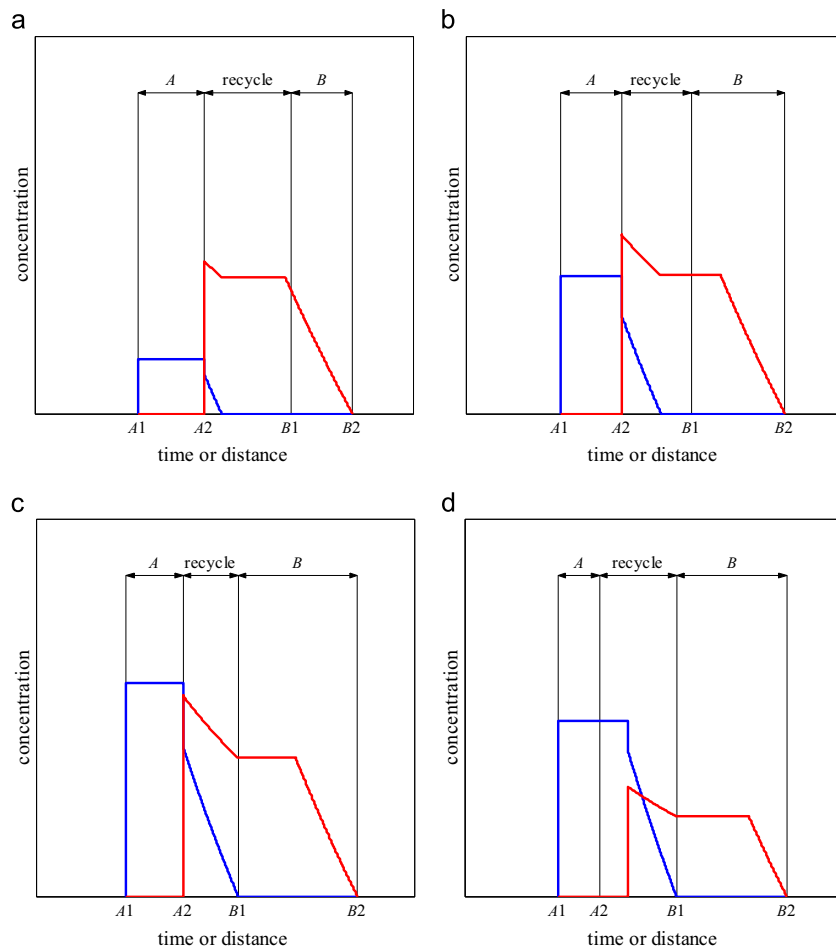 a
A recycle B
concentration
A1 A2 B1 B2
time or distance
b
A recycle B
concentration
A1 A2 B1 B2
time or distance
c
A recycle B
concentration
A1 A2 B1 B2
time or distance
d
A recycle B
concentration
A1 A2 B1 B2
time or distance